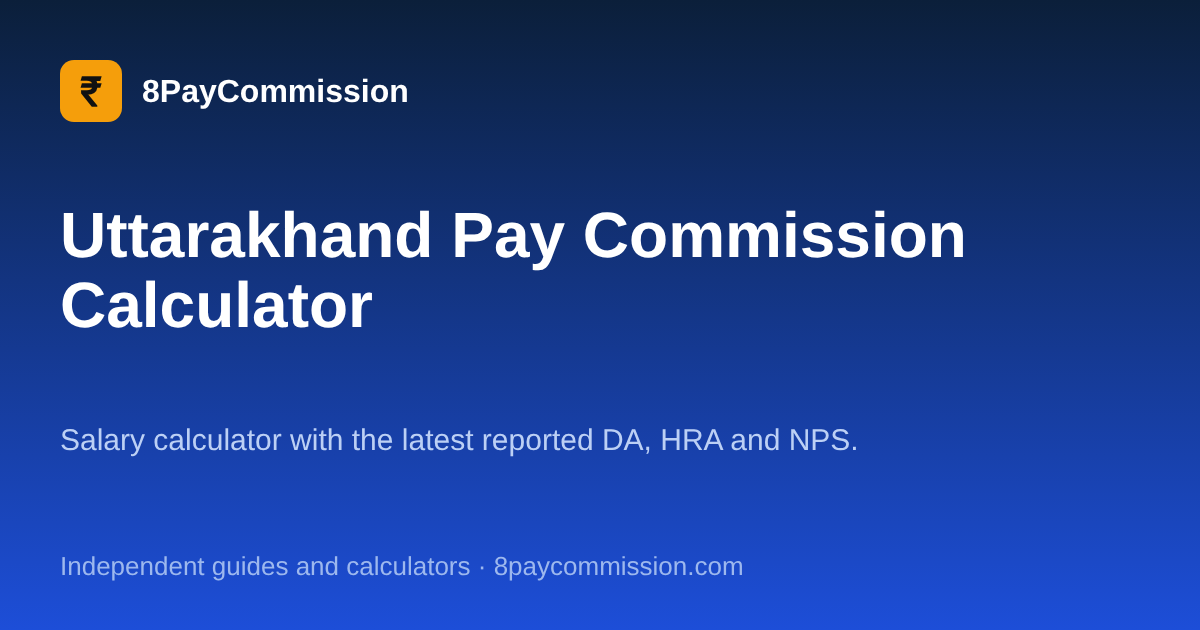 ₹
8PayCommission
Uttarakhand Pay Commission
Calculator
Salary calculator with the latest reported DA, HRA and NPS.
Independent guides and calculators · 8paycommission.com